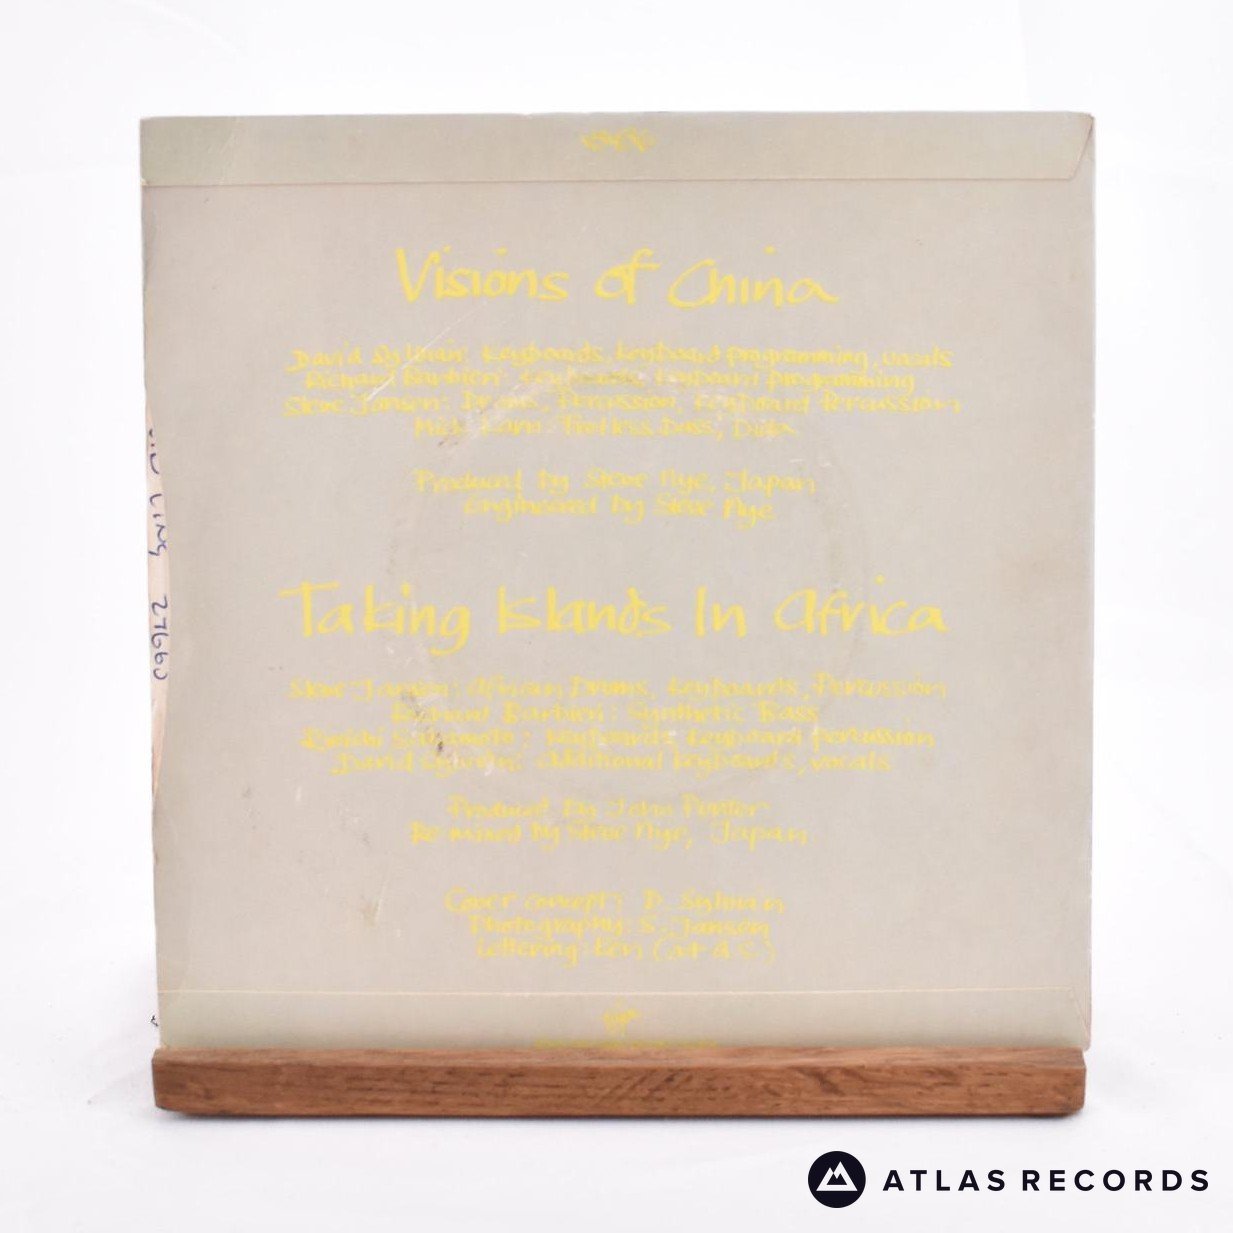 Visions of China
David Sylvian: Keyboards, Keyboard programming, vocals
Richard Barbieri: Keyboards, Keyboard programming
Steve Jansen: Drums, Percussion, Keyboard Percussion
Mick Karn: Fretless Bass, Dida
Produced by Steve Nye, Japan
Engineered by Steve Nye
Taking Islands In Africa
Steve Jansen: African Drums, Keyboards, Percussion
Richard Barbieri: Synthetic Bass
Ryuichi Sakamoto: Keyboards, Keyboard percussion
David Sylvian: Additional keyboards, vocals
Produced by John Punter
Re-mixed by Steve Nye, Japan.
Cover concept: D. Sylvian
Photography: S. Jansen
Lettering: Ken
27660
ATLAS RECORDS